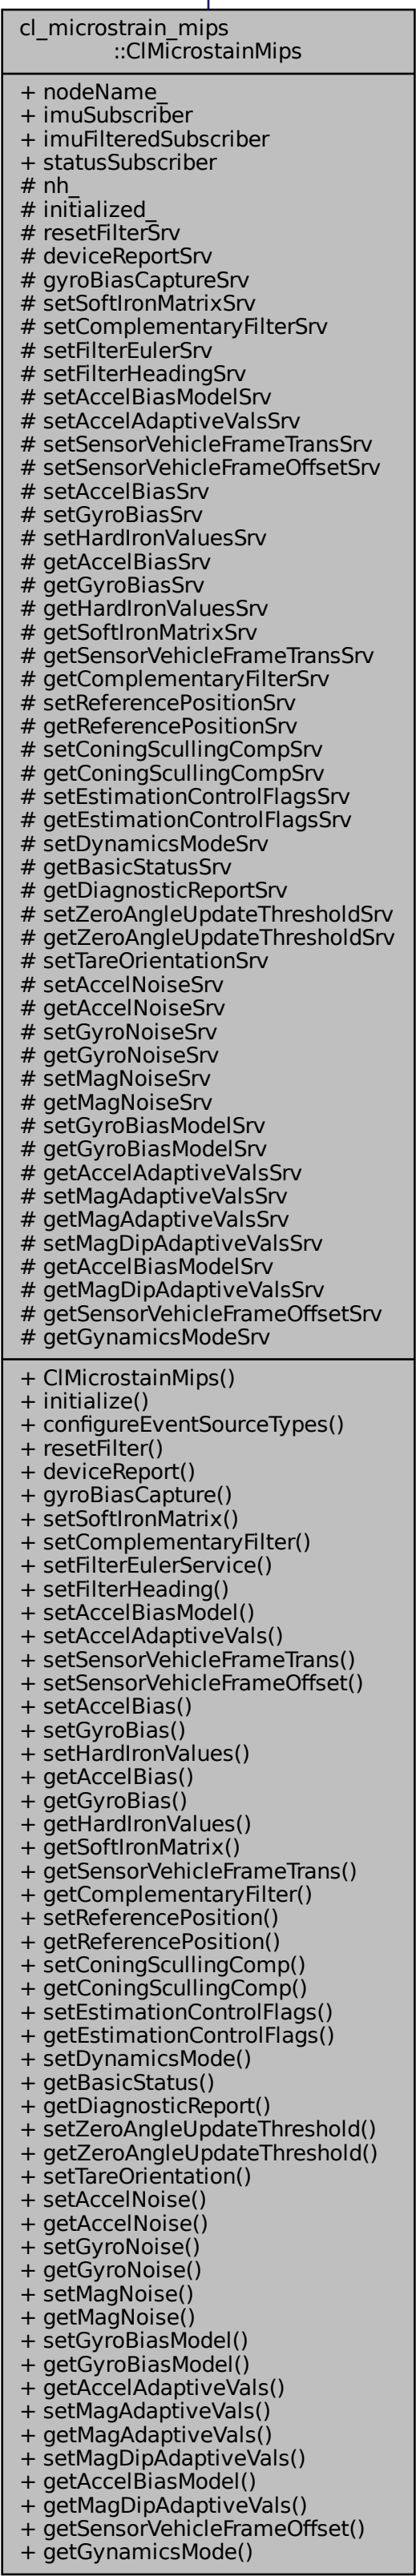 cl_microstrain_mips
::ClMicrostainMips
+ nodeName_
+ imuSubscriber
+ imuFilteredSubscriber
+ statusSubscriber
# nh_
# initialized_
# resetFilterSrv
# deviceReportSrv
# gyroBiasCaptureSrv
# setSoftIronMatrixSrv
# setComplementaryFilterSrv
# setFilterEulerSrv
# setFilterHeadingSrv
# setAccelBiasModelSrv
# setAccelAdaptiveValsSrv
# setSensorVehicleFrameTransSrv
# setSensorVehicleFrameOffsetSrv
# setAccelBiasSrv
# setGyroBiasSrv
# setHardIronValuesSrv
# getAccelBiasSrv
# getGyroBiasSrv
# getHardIronValuesSrv
# getSoftIronMatrixSrv
# getSensorVehicleFrameTransSrv
# getComplementaryFilterSrv
# setReferencePositionSrv
# getReferencePositionSrv
# setConingScullingCompSrv
# getConingScullingCompSrv
# setEstimationControlFlagsSrv
# getEstimationControlFlagsSrv
# setDynamicsModeSrv
# getBasicStatusSrv
# getDiagnosticReportSrv
# setZeroAngleUpdateThresholdSrv
# getZeroAngleUpdateThresholdSrv
# setTareOrientationSrv
# setAccelNoiseSrv
# getAccelNoiseSrv
# setGyroNoiseSrv
# getGyroNoiseSrv
# setMagNoiseSrv
# getMagNoiseSrv
# setGyroBiasModelSrv
# getGyroBiasModelSrv
# getAccelAdaptiveValsSrv
# setMagAdaptiveValsSrv
# getMagAdaptiveValsSrv
# setMagDipAdaptiveValsSrv
# getAccelBiasModelSrv
# getMagDipAdaptiveValsSrv
# getSensorVehicleFrameOffsetSrv
# getGynamicsModeSrv
+ ClMicrostainMips()
+ initialize()
+ configureEventSourceTypes()
+ resetFilter()
+ deviceReport()
+ gyroBiasCapture()
+ setSoftIronMatrix()
+ setComplementaryFilter()
+ setFilterEulerService()
+ setFilterHeading()
+ setAccelBiasModel()
+ setAccelAdaptiveVals()
+ setSensorVehicleFrameTrans()
+ setSensorVehicleFrameOffset()
+ setAccelBias()
+ setGyroBias()
+ setHardIronValues()
+ getAccelBias()
+ getGyroBias()
+ getHardIronValues()
+ getSoftIronMatrix()
+ getSensorVehicleFrameTrans()
+ getComplementaryFilter()
+ setReferencePosition()
+ getReferencePosition()
+ setConingScullingComp()
+ getConingScullingComp()
+ setEstimationControlFlags()
+ getEstimationControlFlags()
+ setDynamicsMode()
+ getBasicStatus()
+ getDiagnosticReport()
+ setZeroAngleUpdateThreshold()
+ getZeroAngleUpdateThreshold()
+ setTareOrientation()
+ setAccelNoise()
+ getAccelNoise()
+ setGyroNoise()
+ getGyroNoise()
+ setMagNoise()
+ getMagNoise()
+ setGyroBiasModel()
+ getGyroBiasModel()
+ getAccelAdaptiveVals()
+ setMagAdaptiveVals()
+ getMagAdaptiveVals()
+ setMagDipAdaptiveVals()
+ getAccelBiasModel()
+ getMagDipAdaptiveVals()
+ getSensorVehicleFrameOffset()
+ getGynamicsMode()